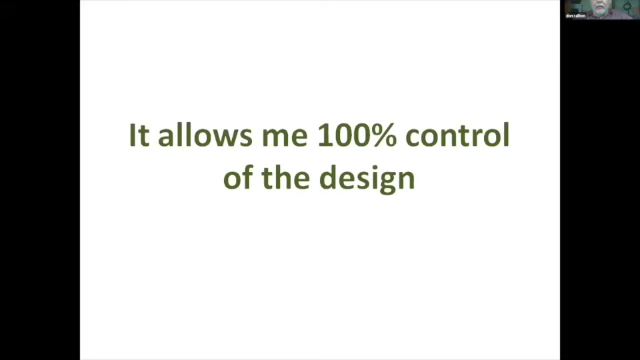 It allows me 100% control
of the design